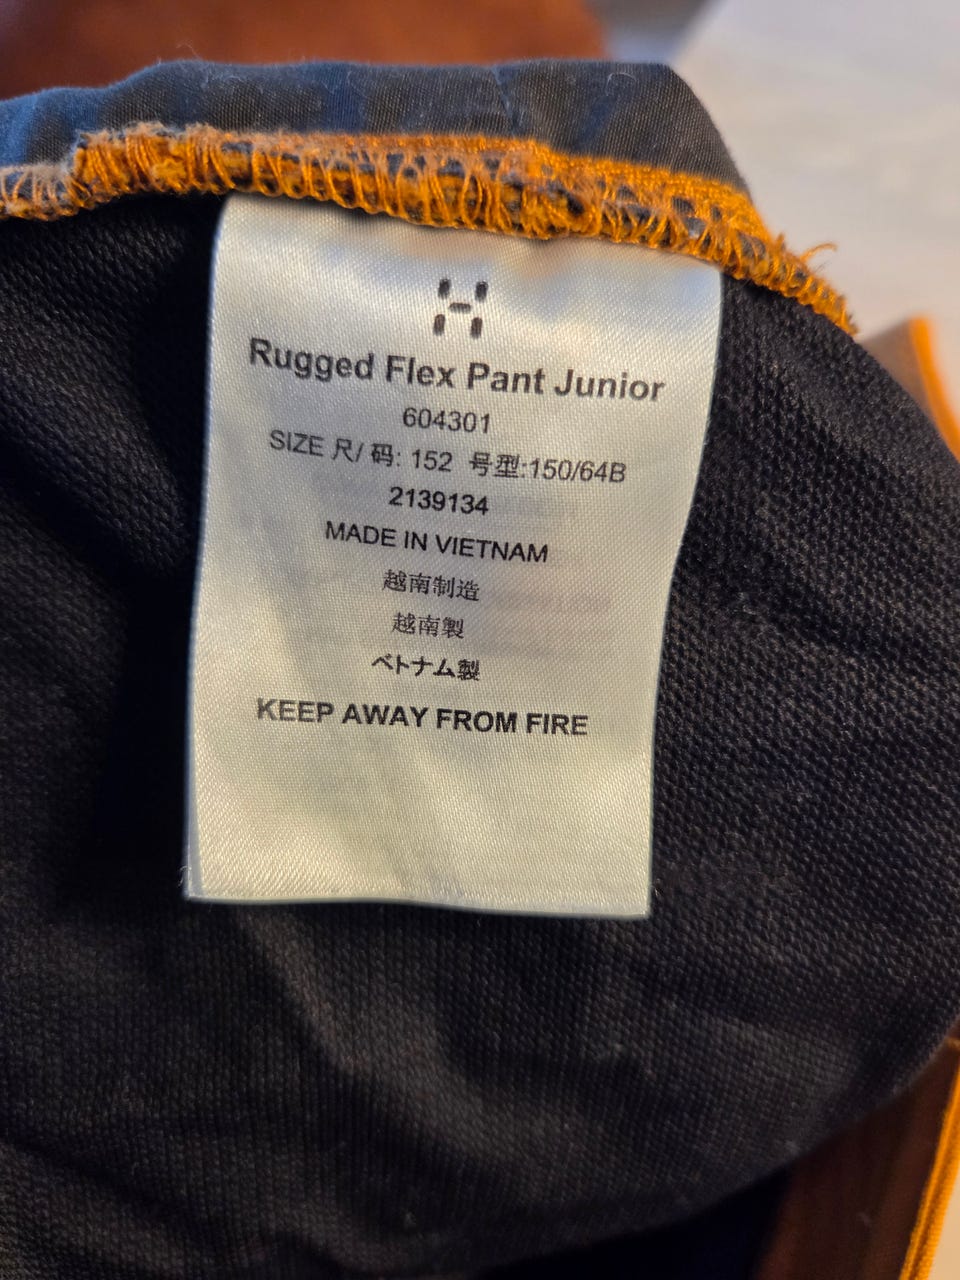 Rugged Flex Pant Junior
604301
SIZE 尺/ 码: 152 号型:150/64B
2139134
MADE IN VIETNAM
越南制造
越南製
ベトナム製
KEEP AWAY FROM FIRE